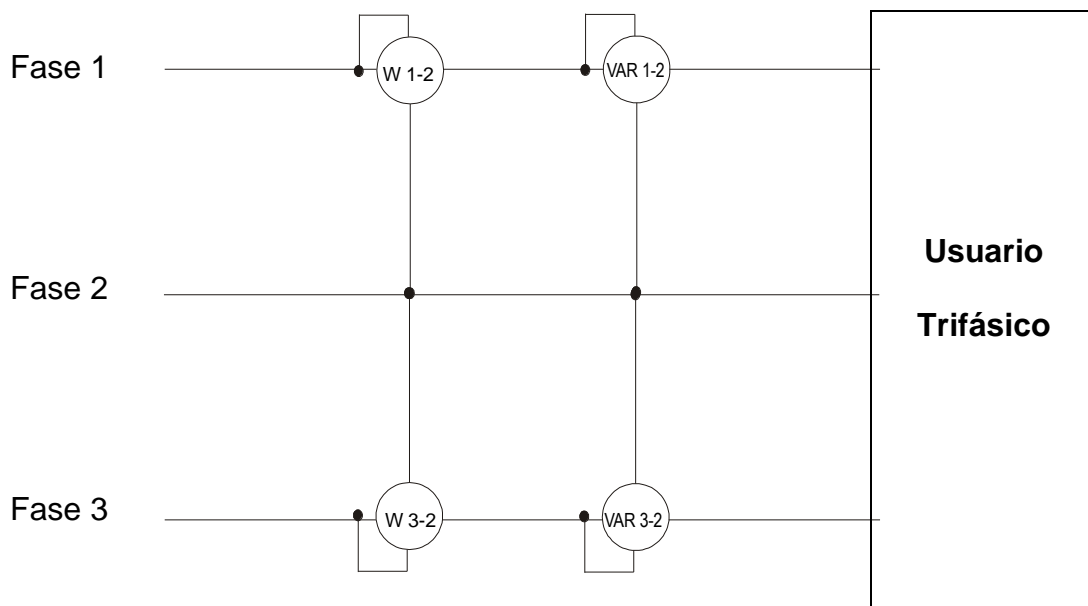 Fase 1
W 1-2
VAR 1-2
Fase 2
Usuario
Trifásico
Fase 3
W 3-2
VAR 3-2